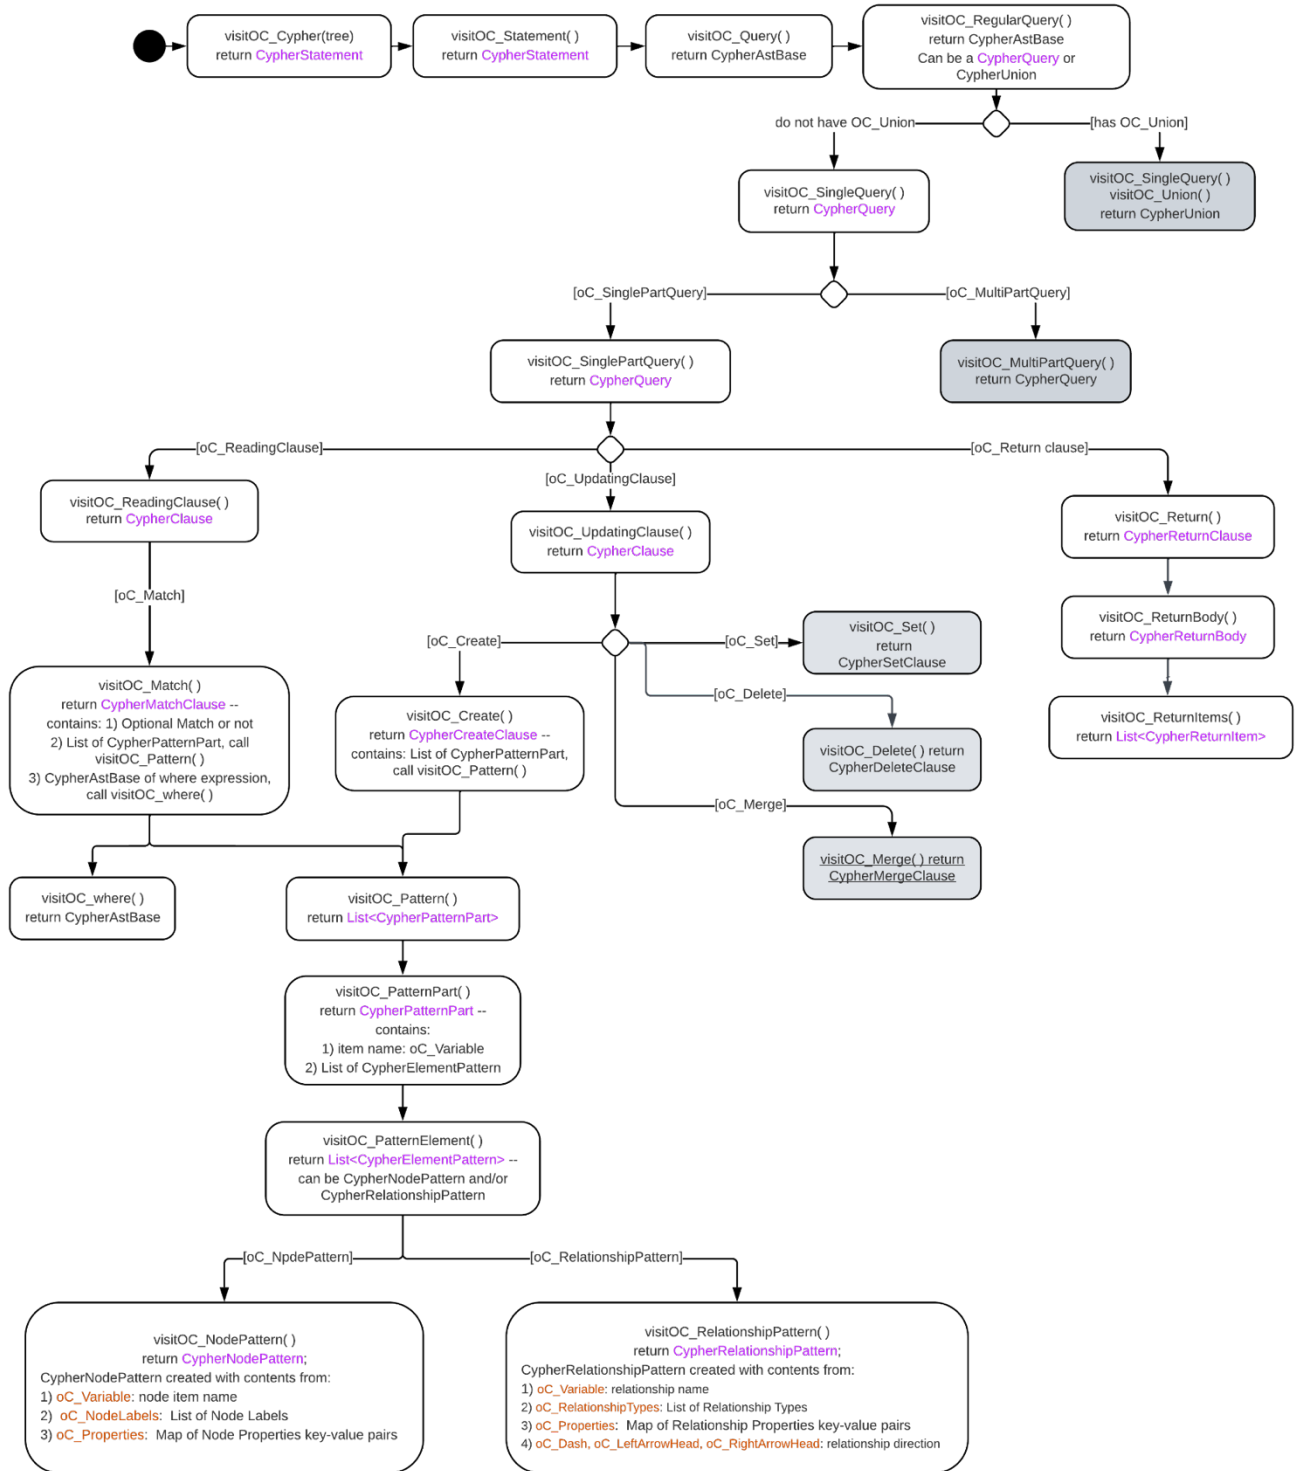 visitOC_Cypher(tree)
return CypherStatement
visitOC_Statement( )
return CypherStatement
visitOC_Query( )
return CypherAstBase
visitOC_RegularQuery( )
return CypherAstBase
Can be a CypherQuery or
CypherUnion
do not have OC_Union
[has OC_Union]
visitOC_SingleQuery( )
return CypherQuery
visitOC_SingleQuery( )
visitOC_Union( )
return CypherUnion
[oC_SinglePartQuery]
[oC_MultiPartQuery]
visitOC_SinglePartQuery( )
return CypherQuery
visitOC_MultiPartQuery( )
return CypherQuery
[oC_ReadingClause]
[oC_UpdatingClause]
[oC_Return clause]
visitOC_ReadingClause( )
return CypherClause
visitOC_UpdatingClause( )
return CypherClause
visitOC_Return( )
return CypherReturnClause
[oC_Match]
visitOC_ReturnBody( )
return CypherReturnBody
[oC_Create]
[oC_Set]
visitOC_Set( )
return
CypherSetClause
[oC_Delete]
visitOC_Match( )
return CypherMatchClause --
contains: 1) Optional Match or not
2) List of CypherPatternPart, call
visitOC_Pattern( )
3) CypherAstBase of where expression,
call visitOC_where( )
visitOC_Create( )
return CypherCreateClause --
contains: List of CypherPatternPart,
call visitOC_Pattern( )
visitOC_ReturnItems( )
return List<CypherReturnItem>
visitOC_Delete( ) return
CypherDeleteClause
[oC_Merge]
visitOC_Merge( ) return
CypherMergeClause
visitOC_where( )
return CypherAstBase
visitOC_Pattern( )
return List<CypherPatternPart>
visitOC_PatternPart( )
return CypherPatternPart --
contains:
1) item name: oC_Variable
2) List of CypherElementPattern
visitOC_PatternElement( )
return List<CypherElementPattern> --
can be CypherNodePattern and/or
CypherRelationshipPattern
[oC_NpdePattern]
[oC_RelationshipPattern]
visitOC_NodePattern( )
return CypherNodePattern;
CypherNodePattern created with contents from:
1) oC_Variable: node item name
2) oC_NodeLabels: List of Node Labels
3) oC_Properties: Map of Node Properties key-value pairs
visitOC_RelationshipPattern( )
return CypherRelationshipPattern;
CypherRelationshipPattern created with contents from:
1) oC_Variable: relationship name
2) oC_RelationshipTypes: List of Relationship Types
3) oC_Properties: Map of Relationship Properties key-value pairs
4) oC_Dash, oC_LeftArrowHead, oC_RightArrowHead: relationship direction